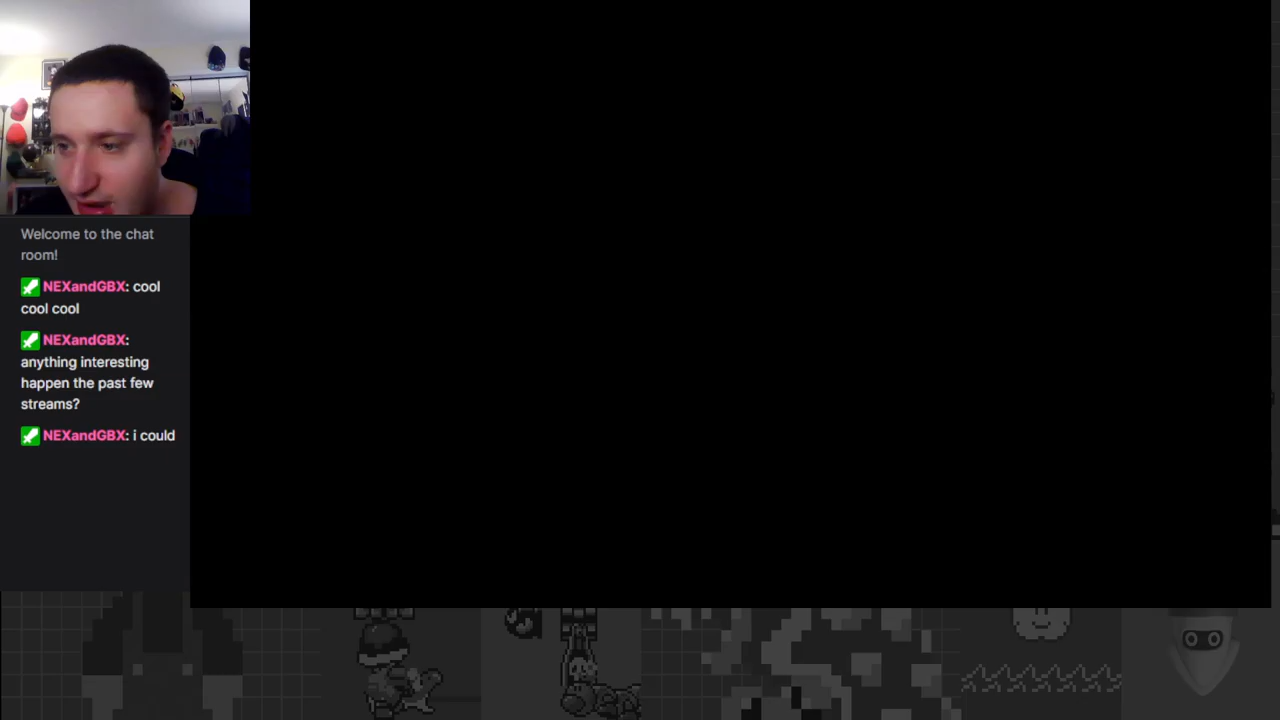 Welcome to the chat
room!
NEXandGBX: cool
cool cool
NEXandGBX:
anything interesting
happen the past few
streams?
NEXandGBX: i could